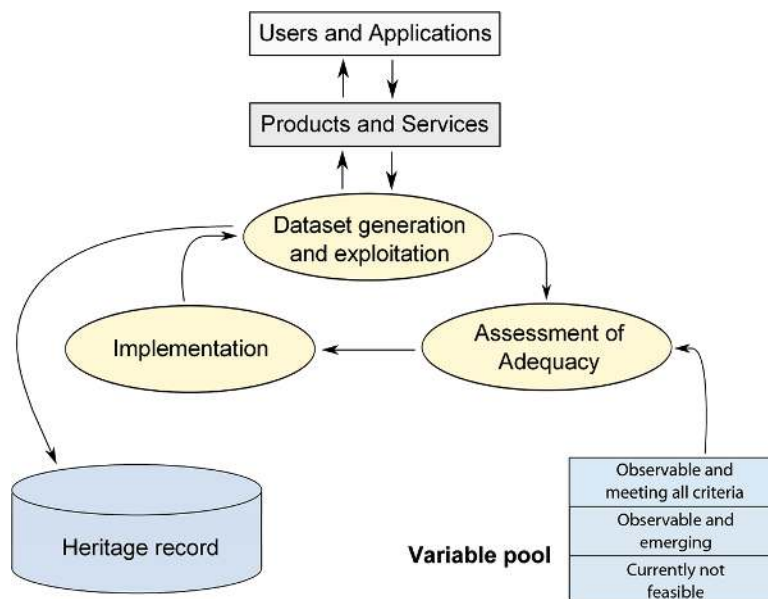 Users and Applications
Products and Services
Dataset generation
and exploitation
Implementation
Assessment of
Adequacy
Heritage record
Variable pool
Observable and
meeting all criteria
Observable and
emerging
Currently not
feasible